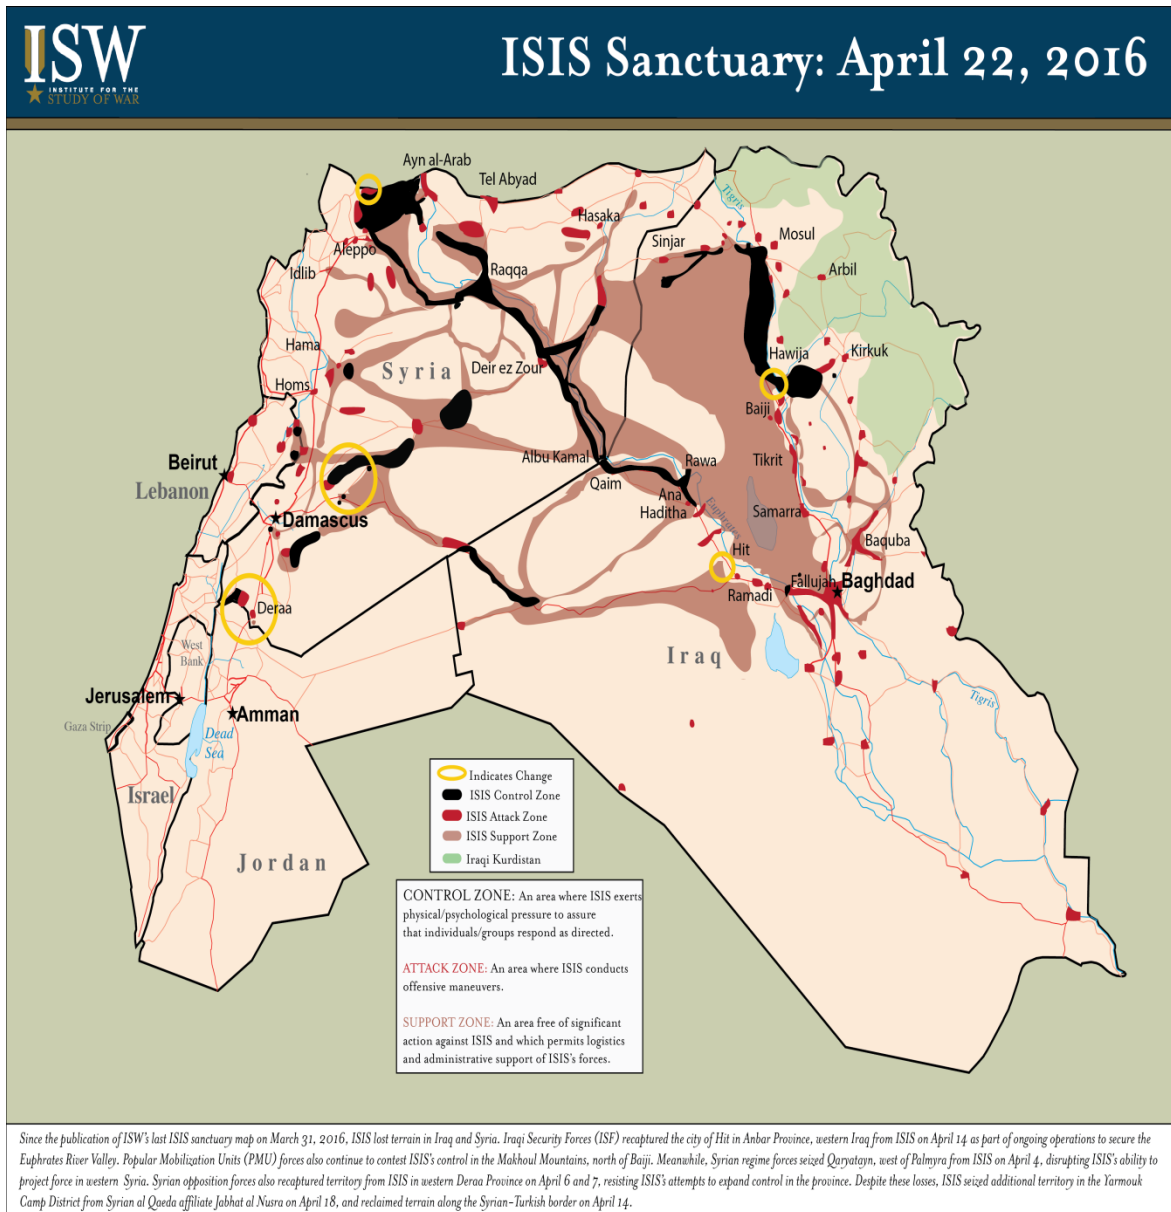 ISW
INSTITUTE FOR THE
STUDY OF WAR
ISIS Sanctuary: April 22, 2016
Ayn al-Arab
Tel Abyad
Hasaka
Tigris
Sinjar
Mosul
Aleppo
Idlib
Raqqa
Arbil
Hama
Syria
Deir ez Zour
Hawija
Kirkuk
Homs
Baiji
Beirut
Lebanon
Albu Kamal
Rawa
Tikrit
Qaim
Ana
Haditha
Euphrates
Samarra
Damascus
Hit
Baquba
Ramadi
Fallujah
Baghdad
Deraa
West
Bank
Iraq
Jerusalem
Tigris
Gaza Strip
Amman
Dead
Sea
Israel
Jordan
Indicates Change
ISIS Control Zone
ISIS Attack Zone
ISIS Support Zone
Iraqi Kurdistan
CONTROL ZONE: An area where ISIS exerts
physical/psychological pressure to assure
that individuals/groups respond as directed.
ATTACK ZONE: An area where ISIS conducts
offensive maneuvers.
SUPPORT ZONE: An area free of significant
action against ISIS and which permits logistics
and administrative support of ISIS's forces.
Since the publication of ISW's last ISIS sanctuary map on March 31, 2016, ISIS lost terrain in Iraq and Syria. Iraqi Security Forces (ISF) recaptured the city of Hit in Anbar Province, western Iraq from ISIS on April 14 as part of ongoing operations to secure the
Euphrates River Valley. Popular Mobilization Units (PMU) forces also continue to contest ISIS's control in the Makhoul Mountains, north of Baiji. Meanwhile, Syrian regime forces seized Qaryatayn, west of Palmyra from ISIS on April 4, disrupting ISIS's ability to
project force in western Syria. Syrian opposition forces also recaptured territory from ISIS in western Deraa Province on April 6 and 7, resisting ISIS's attempts to expand control in the province. Despite these losses, ISIS seized additional territory in the Yarmouk
Camp District from Syrian al Qaeda affiliate Jabhat al Nusra on April 18, and reclaimed terrain along the Syrian-Turkish border on April 14.